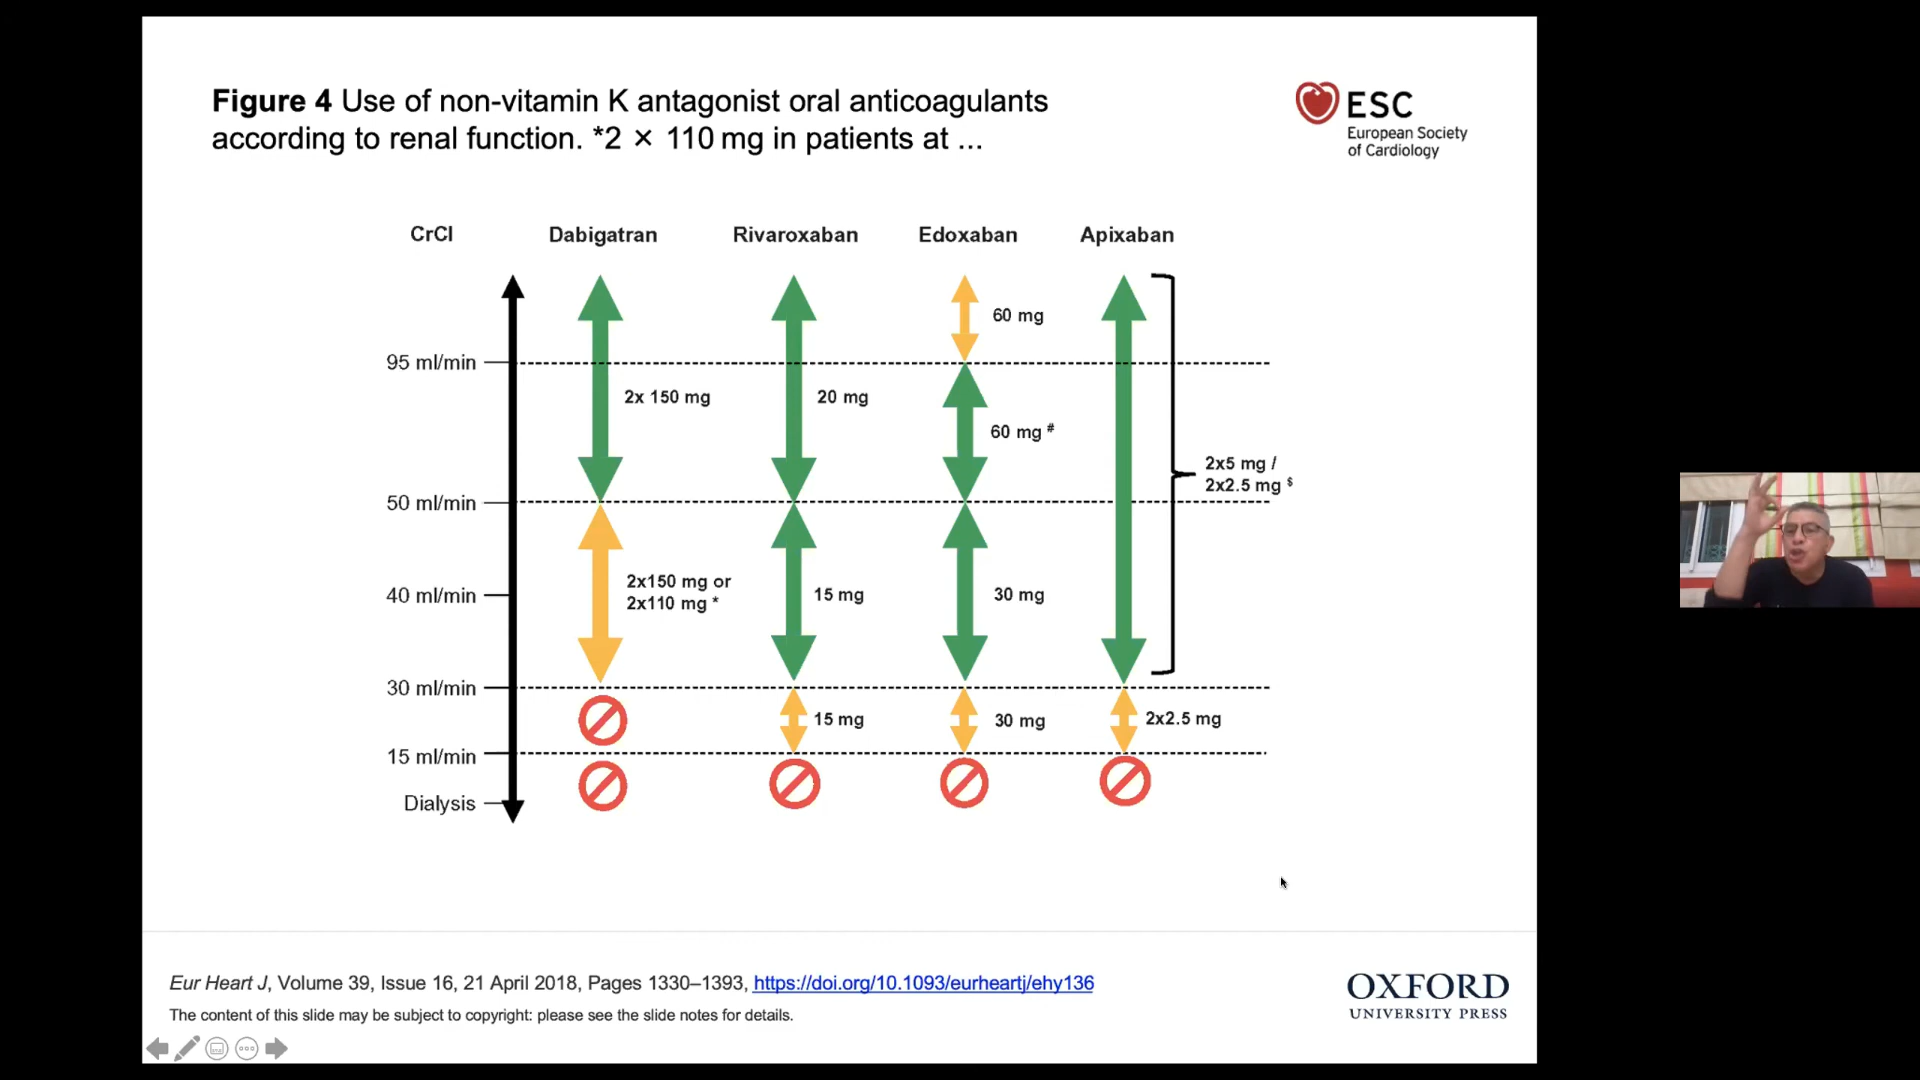 Figure 4 Use of non-vitamin K antagonist oral anticoagulants
according to renal function. *2 × 110 mg in patients at ...
ESC
European Society
of Cardiology
CrCl
Dabigatran
Rivaroxaban
Edoxaban
Apixaban
60 mg
95 ml/min
2x 150 mg
20 mg
60 mg #
2x5 mg /
2x2.5 mg $
50 ml/min
2x150 mg or
2x110 mg *
40 ml/min
15 mg
30 mg
30 ml/min
15 mg
30 mg
2x2.5 mg
15 ml/min
Dialysis
Eur Heart J, Volume 39, Issue 16, 21 April 2018, Pages 1330–1393, https://doi.org/10.1093/eurheartj/ehy136
The content of this slide may be subject to copyright: please see the slide notes for details.
OXFORD
UNIVERSITY PRESS